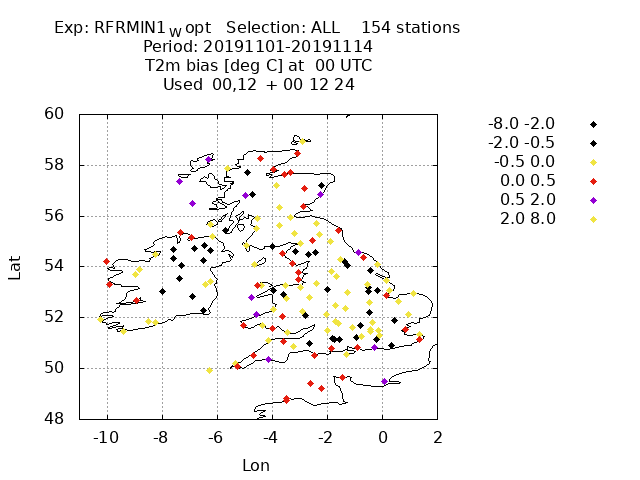 Exp: RFRMIN1_W opt Selection: ALL 154 stations
Period: 20191101-20191114
T2m bias [deg C] at 00 UTC
Used 00,12 + 00 12 24
60
58
56
54
52
50
48
Lat
-10 -8 -6 -4 -2 0 2
Lon
-8.0 -2.0
-2.0 -0.5
-0.5 0.0
0.0 0.5
0.5 2.0
2.0 8.0